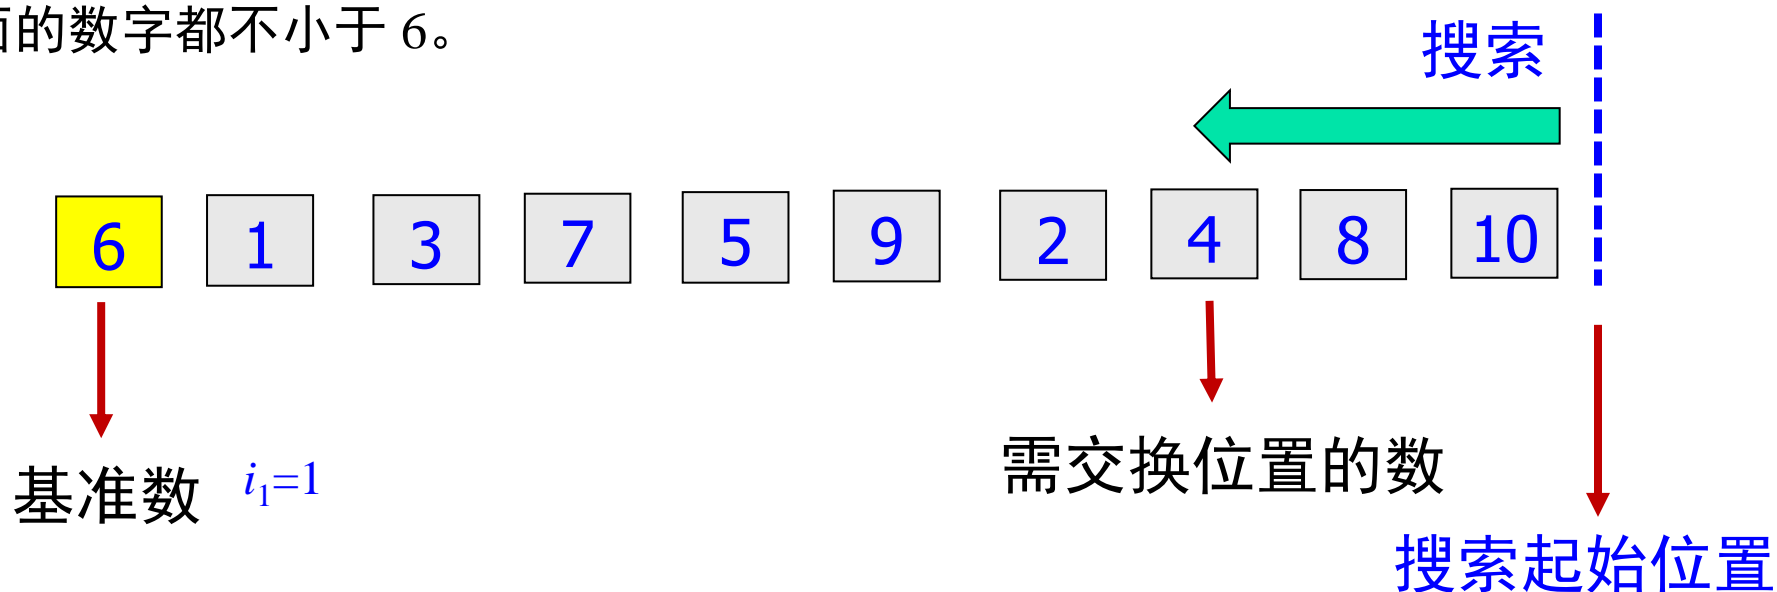 的数字都不小于 6。
搜索
6 1 3 7 5 9 2 4 8 10
基准数 i₁=1
需交换位置的数
搜索起始位置